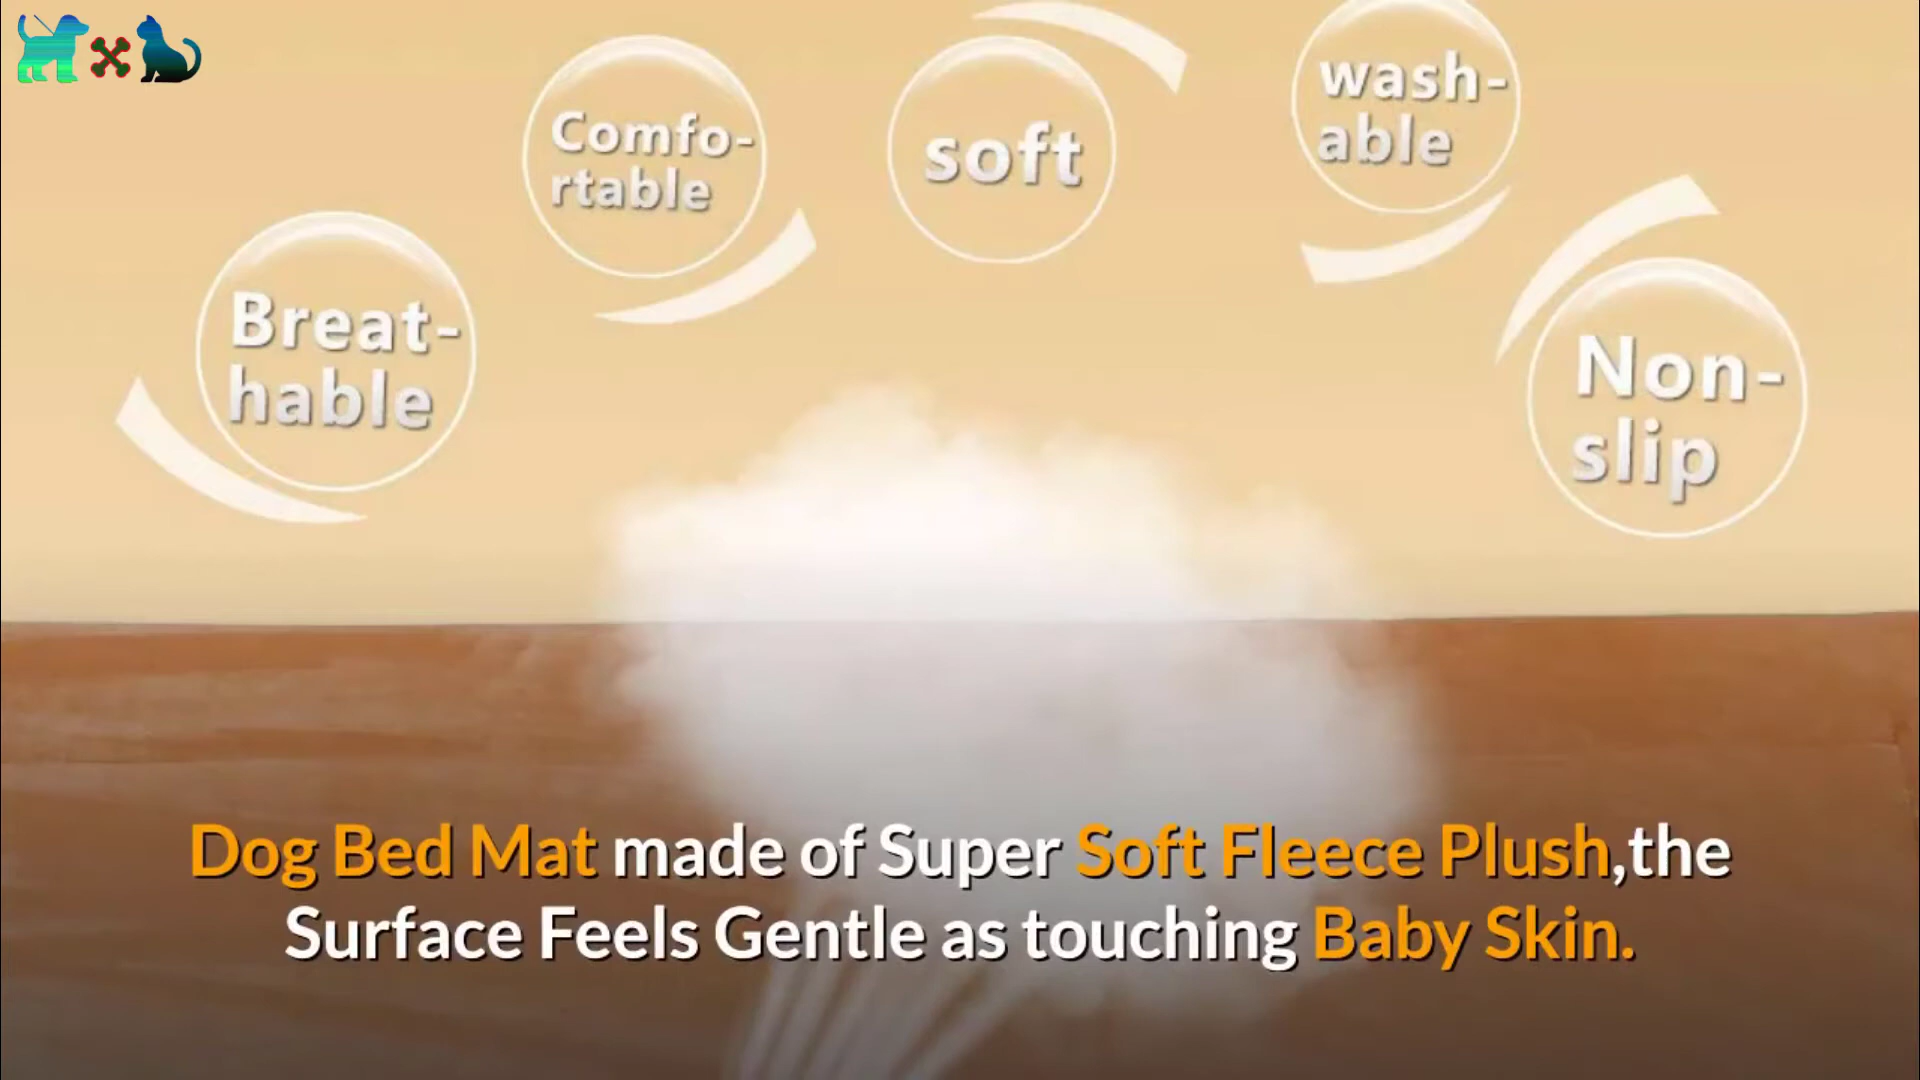 Breat-
hable
Comfo-
rtable
soft
wash-
able
Non-
slip
Dog Bed Mat made of Super Soft Fleece Plush,the
Surface Feels Gentle as touching Baby Skin.